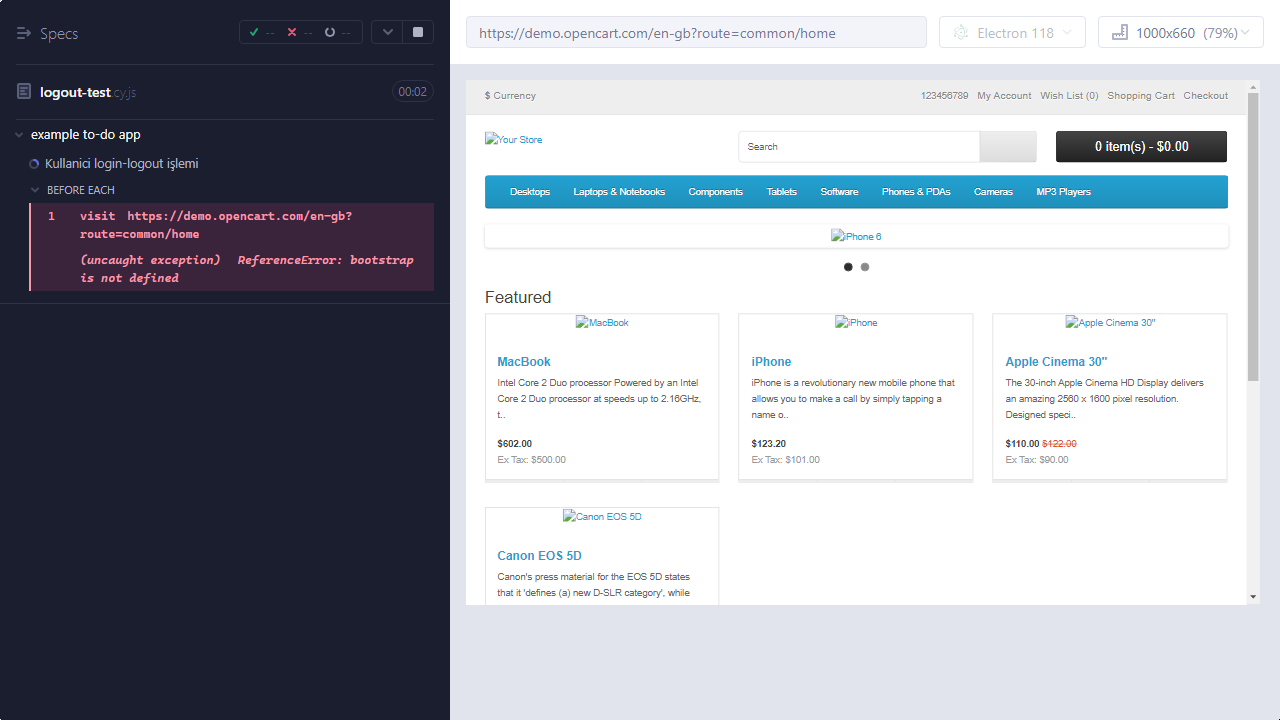 Specs
-- -- --
logout-test.cy.js 00:02
example to-do app
Kullanici login-logout işlemi
BEFORE EACH
1 visit https://demo.opencart.com/en-gb?
route=common/home
(uncaught exception) ReferenceError: bootstrap
is not defined
https://demo.opencart.com/en-gb?route=common/home
Electron 118
1000x660 (79%)
$ Currency
123456789 My Account Wish List (0) Shopping Cart Checkout
Your Store
Search
0 item(s) - $0.00
Desktops Laptops & Notebooks Components Tablets Software Phones & PDAs Cameras MP3 Players
iPhone 6
Featured
MacBook
MacBook
Intel Core 2 Duo processor Powered by an Intel
Core 2 Duo processor at speeds up to 2.16GHz,
t..
$602.00
Ex Tax: $500.00
iPhone
iPhone
iPhone is a revolutionary new mobile phone that
allows you to make a call by simply tapping a
name o..
$123.20
Ex Tax: $101.00
Apple Cinema 30"
Apple Cinema 30"
The 30-inch Apple Cinema HD Display delivers
an amazing 2560 x 1600 pixel resolution.
Designed speci..
$110.00 $122.00
Ex Tax: $90.00
Canon EOS 5D
Canon EOS 5D
Canon's press material for the EOS 5D states
that it 'defines (a) new D-SLR category', while